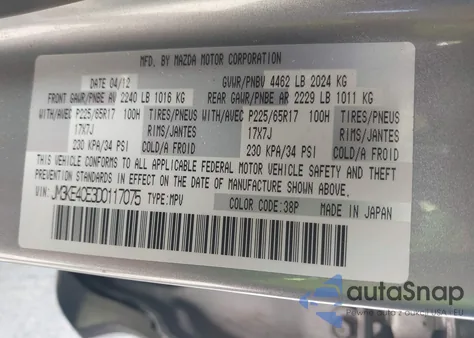 MFD. BY MAZDA MOTOR CORPORATION
DATE 04/12 GVWR/PNBV 4462 LB 2024 KG
FRONT GAWR/PNBE AV 2240 LB 1016 KG REAR GAWR/PNBE AR 2229 LB 1011 KG
WITH/AVEC P225/65R17 100H TIRES/PNEUS WITH/AVEC P225/65R17 100H TIRES/PNEUS
17X7J RIMS/JANTES 17X7J RIMS/JANTES
230 KPA/34 PSI COLD/A FROID 230 KPA/34 PSI COLD/A FROID
THIS VEHICLE CONFORMS TO ALL APPLICABLE FEDERAL MOTOR VEHICLE SAFETY AND THEFT
PREVENTION STANDARDS IN EFFECT ON THE DATE OF MANUFACTURE SHOWN ABOVE.
VIN: JM3KE4CE3D0117075 TYPE: MPV COLOR CODE: 38P MADE IN JAPAN
autoSnap
Used auto z aukcji USA i EU